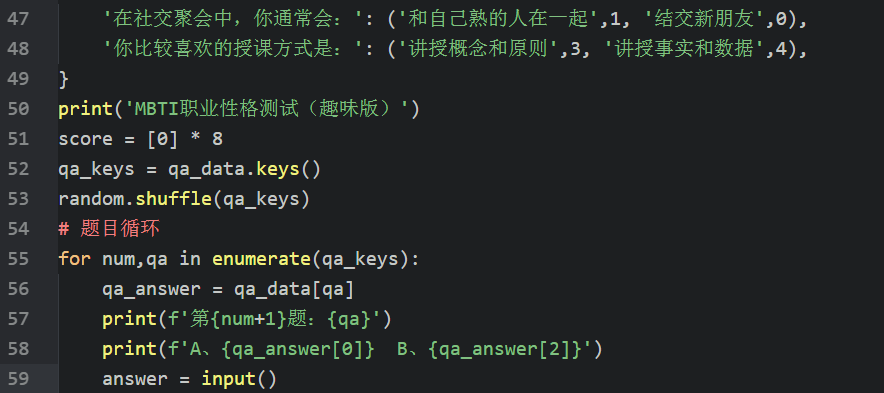 47 '在社交聚会中，你通常会：': ('和自己熟的人在一起',1, '结交新朋友',0),
48 '你比较喜欢的授课方式是：': ('讲授概念和原则',3, '讲授事实和数据',4),
49 }
50 print('MBTI职业性格测试（趣味版）')
51 score = [0] * 8
52 qa_keys = qa_data.keys()
53 random.shuffle(qa_keys)
54 # 题目循环
55 for num,qa in enumerate(qa_keys):
56 qa_answer = qa_data[qa]
57 print(f'第{num+1}题：{qa}')
58 print(f'A、{qa_answer[0]}  B、{qa_answer[2]}')
59 answer = input()